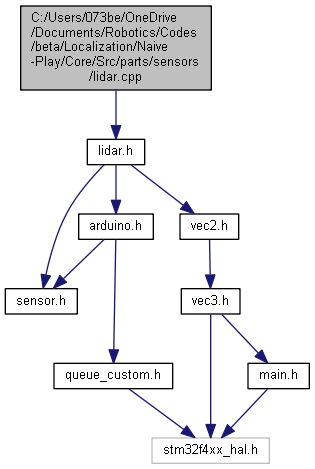 C:/Users/073be/OneDrive
/Documents/Robotics/Codes
/beta/Localization/Naive
-Play/Core/Src/parts/sensors
/lidar.cpp
lidar.h
arduino.h
vec2.h
sensor.h
vec3.h
queue_custom.h
main.h
stm32f4xx_hal.h